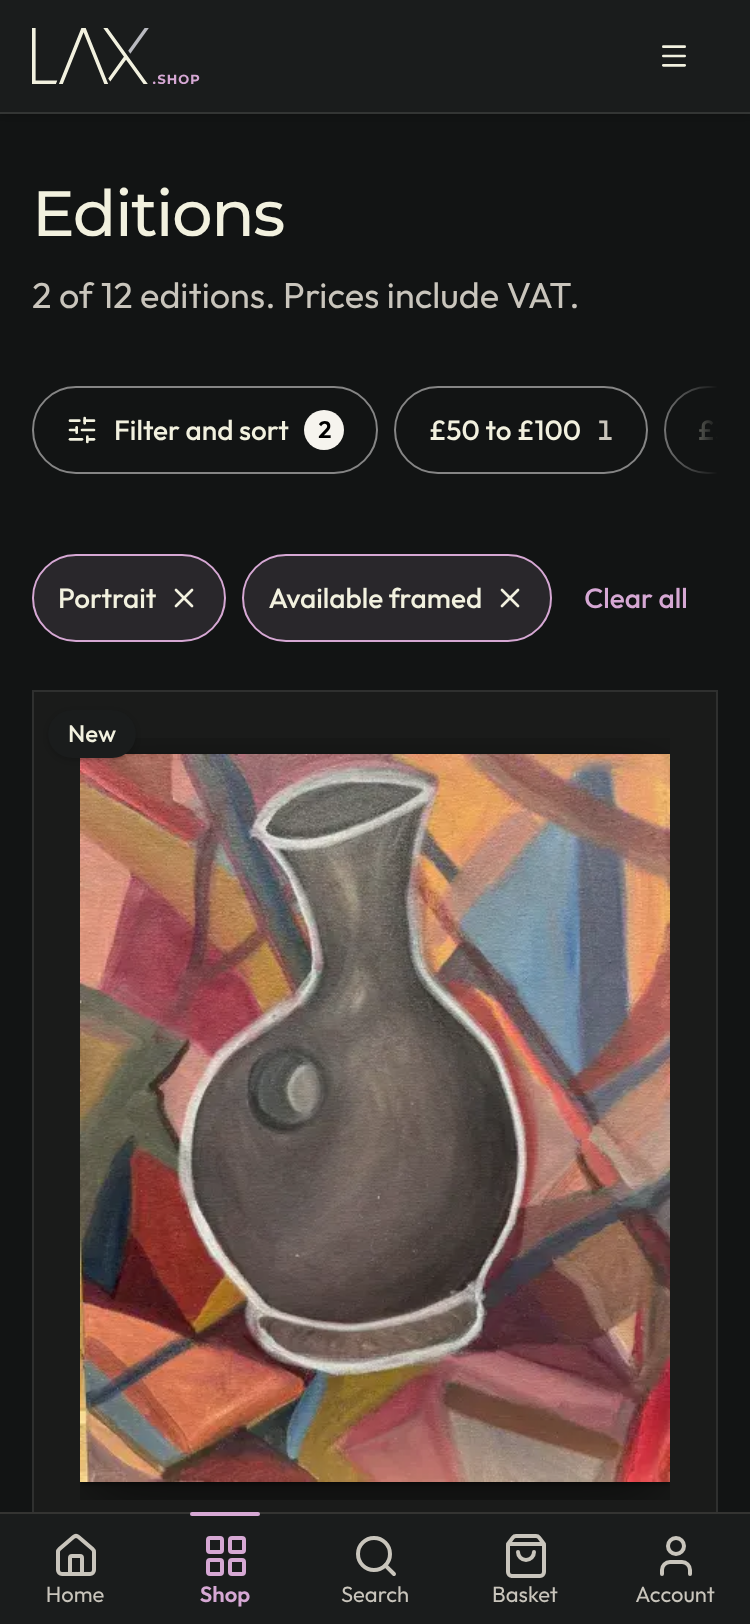 LAX.SHOP
Editions
2 of 12 editions. Prices include VAT.
Filter and sort 2
£50 to £100 1
£
Portrait
Available framed
Clear all
New
Home
Shop
Search
Basket
Account